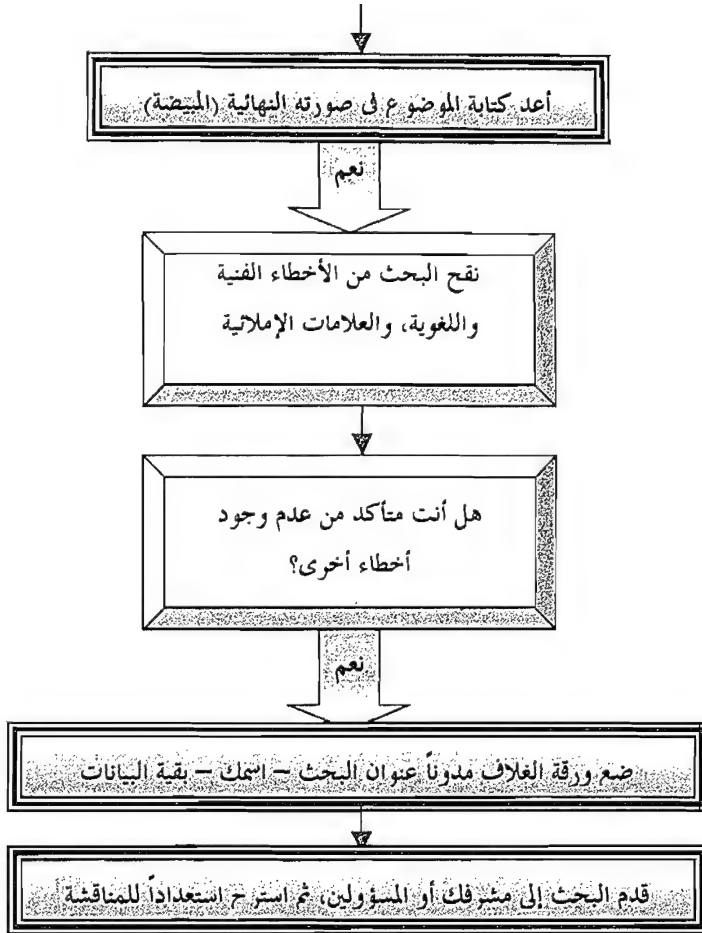 أعد كتابة الموضوع فى صورته النهائية (المبيضة)
نعم
نقح البحث من الأخطاء الفنية
واللغوية، والعلامات الإملائية
هل أنت متأكد من عدم وجود
أخطاء أخرى؟
نعم
ضع ورقة الغلاف مدوناً عنوان البحث – اسمك – بقية البيانات
قدم البحث إلى مشرفك أو المسؤولين، ثم استرح استعداداً للمناقشة